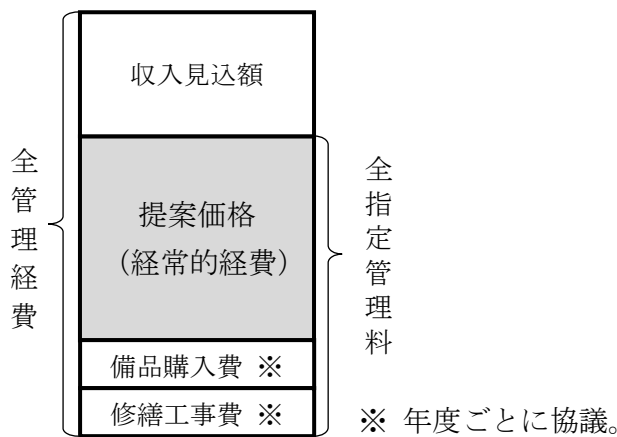 収入見込額
全管理経費
提案価格
（経常的経費）
全指定管理料
備品購入費 ※
修繕工事費 ※
※ 年度ごとに協議。